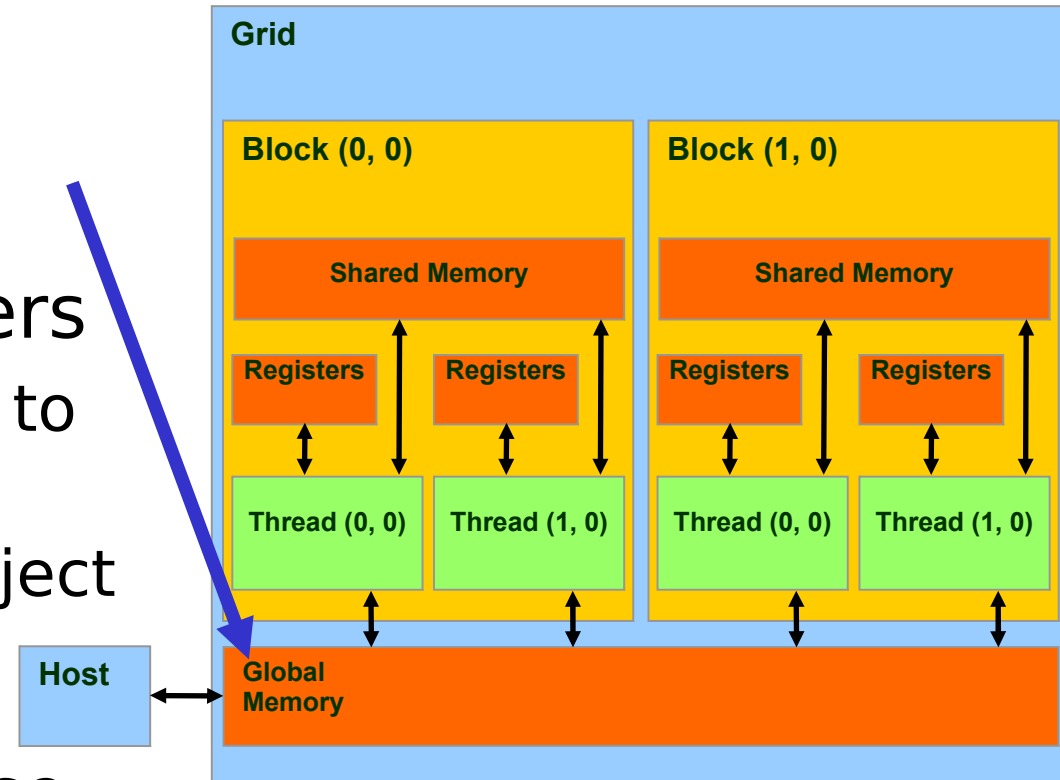 Grid
Block (0, 0)
Block (1, 0)
Shared Memory
Shared Memory
ers
to
ject
Registers
Registers
Registers
Registers
Thread (0, 0)
Thread (1, 0)
Thread (0, 0)
Thread (1, 0)
Host
Global
Memory